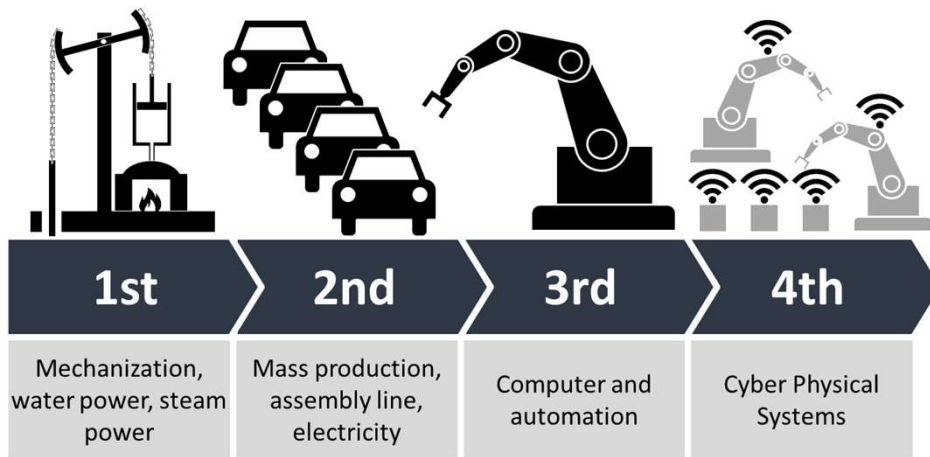 1st
2nd
3rd
4th
Mechanization,
water power, steam
power
Mass production,
assembly line,
electricity
Computer and
automation
Cyber Physical
Systems